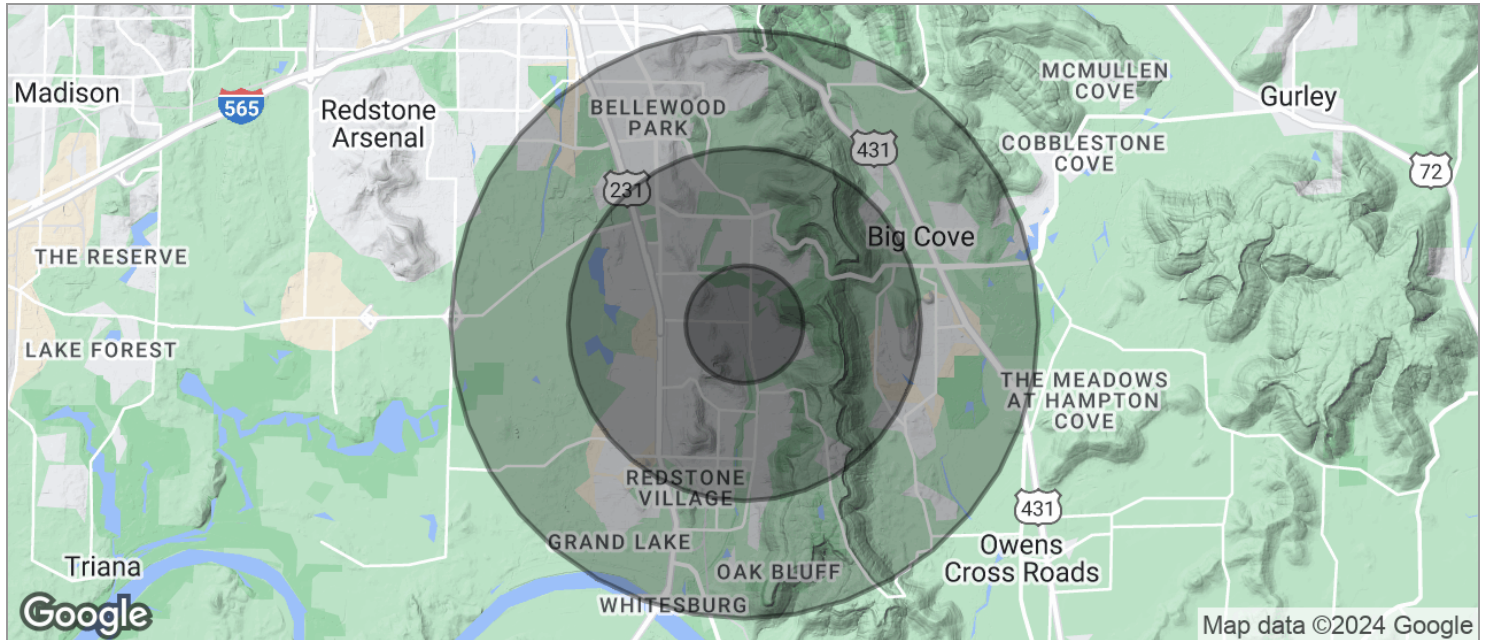 Madison
565
Redstone
Arsenal
BELLEWOOD
PARK
MCMULLEN
COVE
Gurley
431
COBBLESTONE
COVE
72
231
THE RESERVE
Big Cove
LAKE FOREST
THE MEADOWS
AT HAMPTON
COVE
REDSTONE
VILLAGE
431
GRAND LAKE
Owens
Cross Roads
Triana
OAK BLUFF
WHITESBURG
Google
Map data ©2024 Google